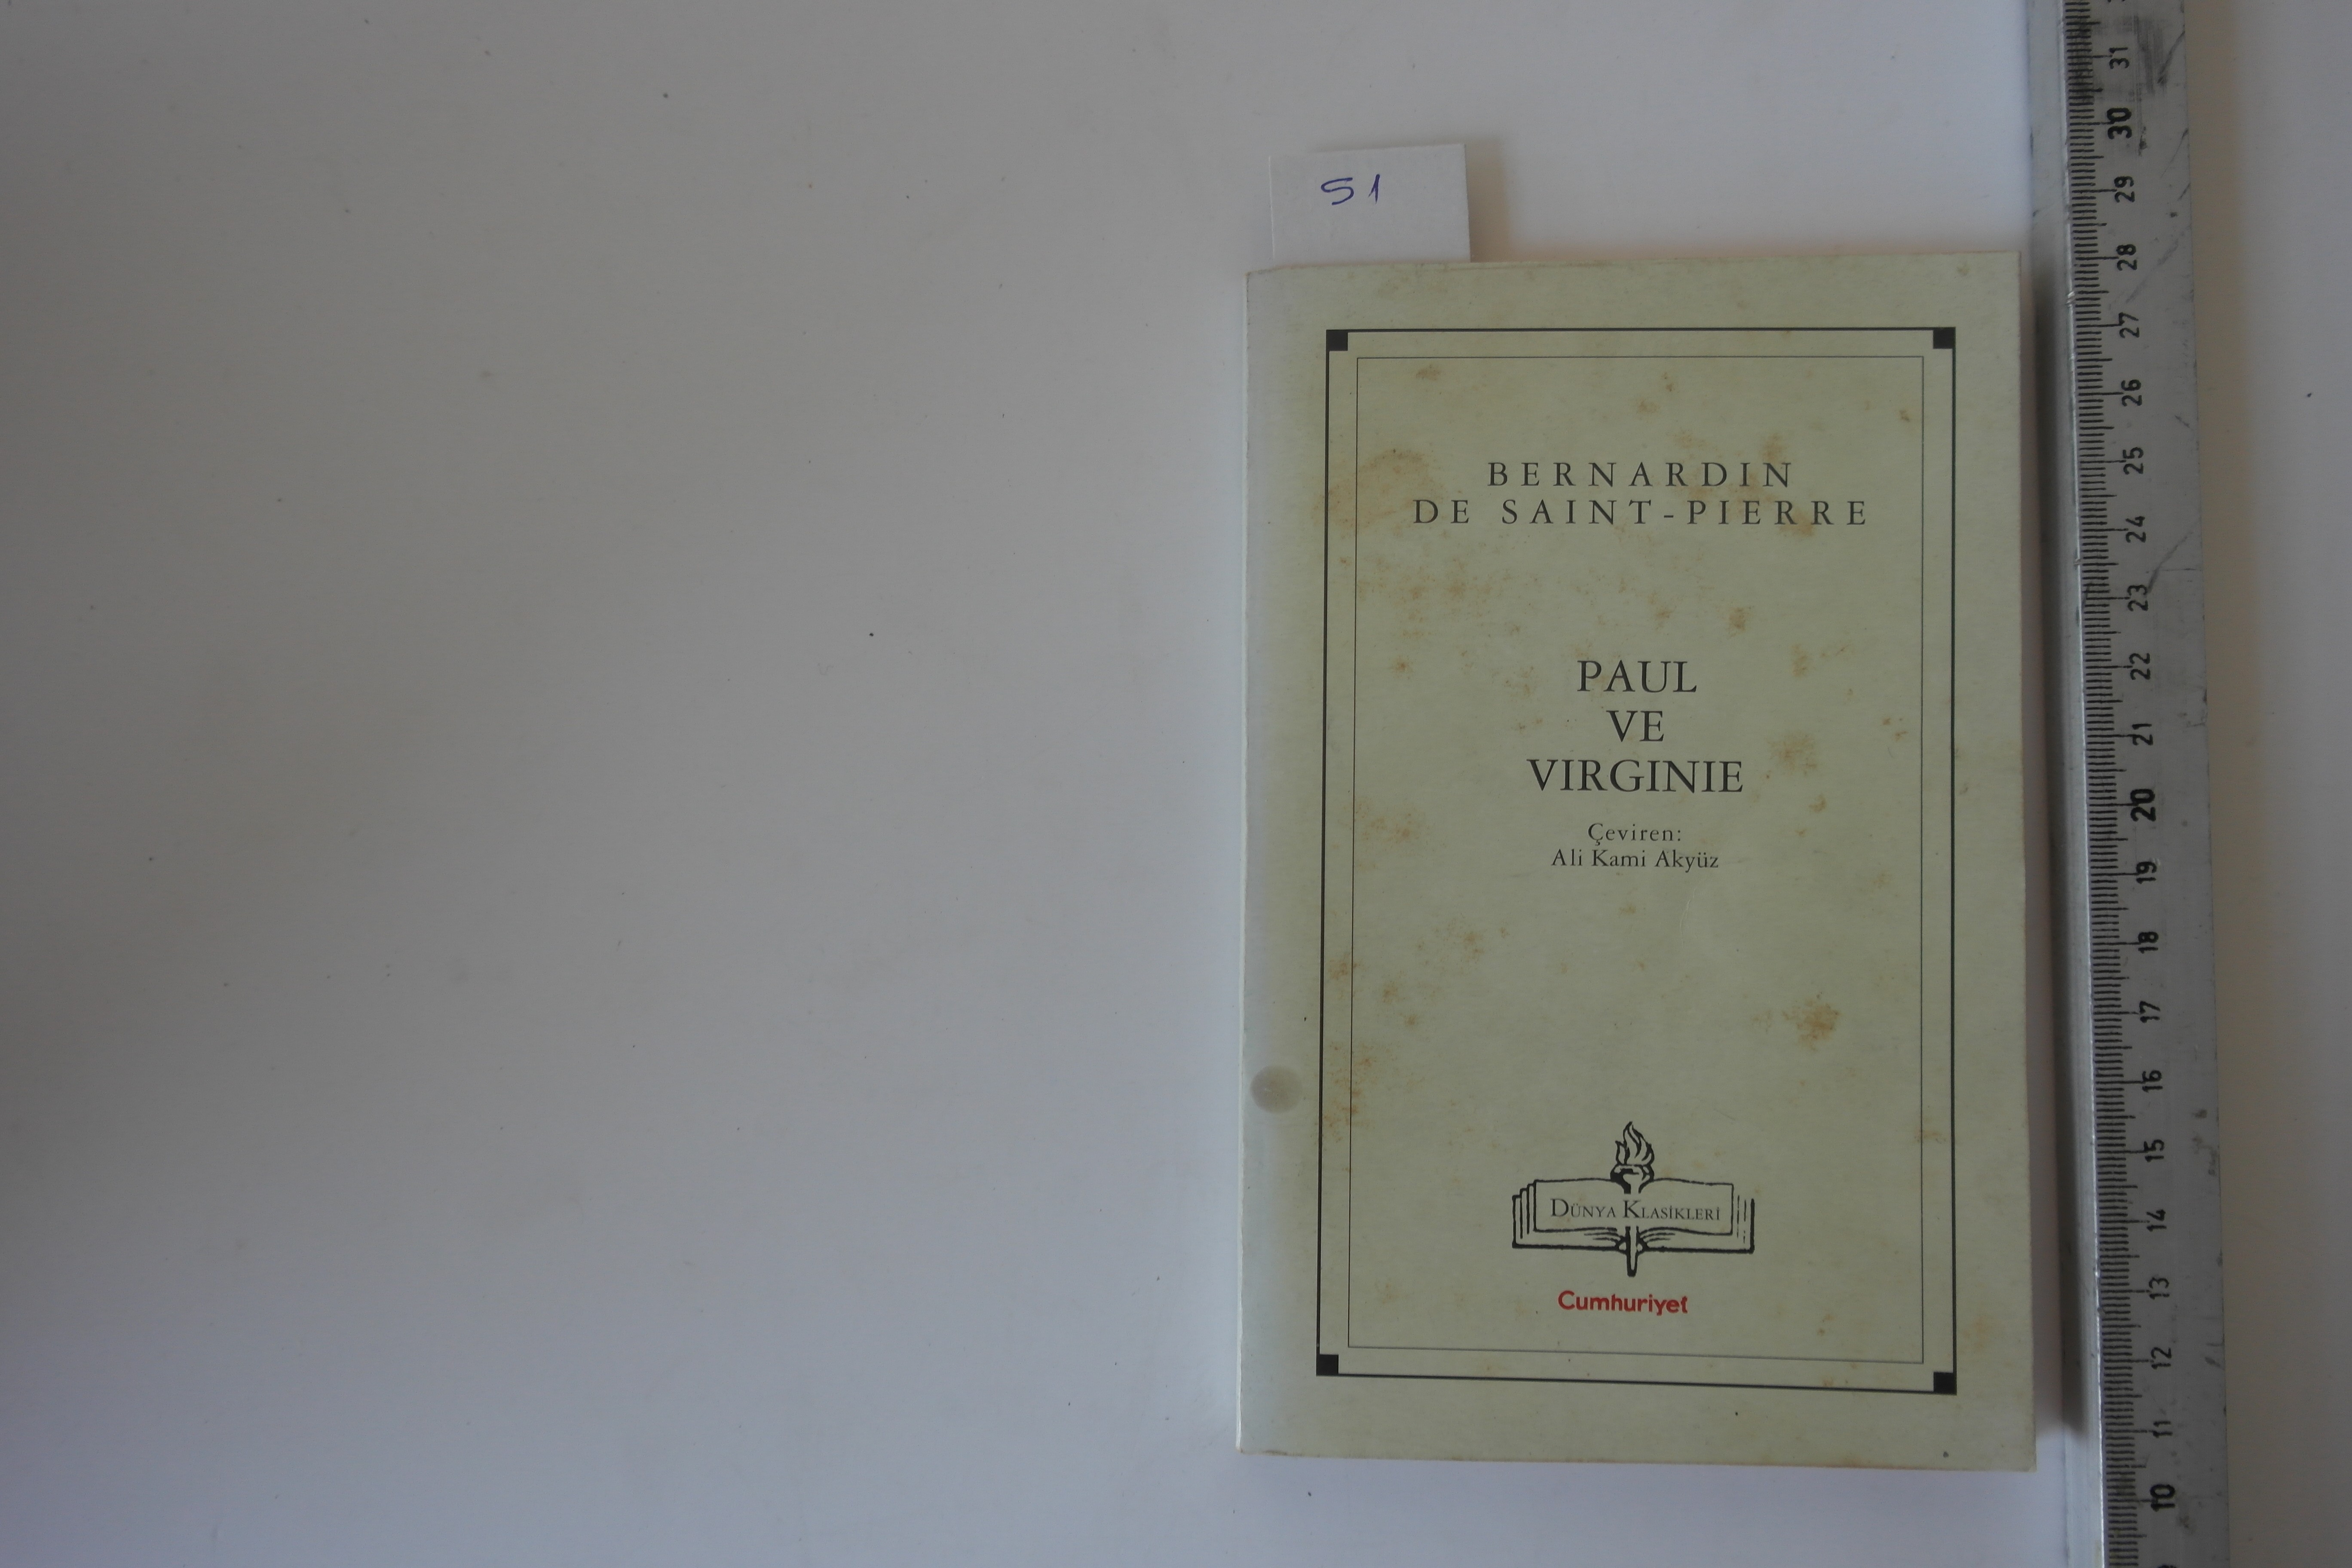 51
BERNARDIN
DE SAINT-PIERRE
PAUL
VE
VIRGINIE
Çeviren:
Ali Kami Akyüz
DÜNYA KLASİKLERİ
Cumhuriyet
31
30
29
28
27
26
25
24
23
22
21
20
19
18
17
16
15
14
13
12
11
10